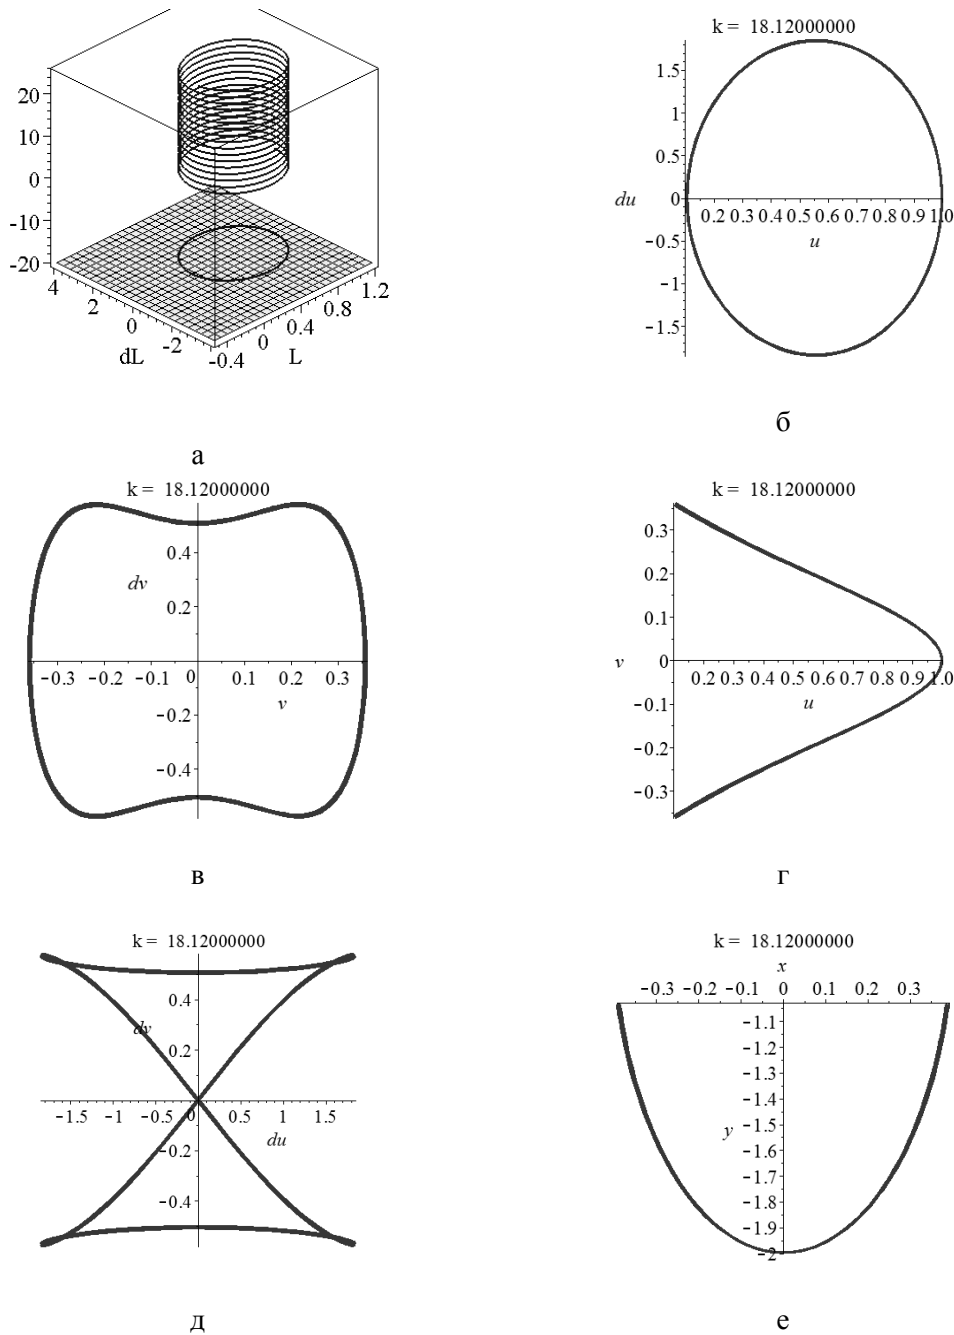 20
10
0
-10
-20
4
2
0
-2
dL
-0.4
0
0.4
0.8
1.2
L
а
k = 18.12000000
1.5
1
0.5
0
-0.5
-1
-1.5
du
0.2 0.3 0.4 0.5 0.6 0.7 0.8 0.9 1.0
u
б
k = 18.12000000
0.4
dv
0.2
-0.3 -0.2 -0.1 0 0.1 0.2 0.3
v
-0.2
-0.4
в
k = 18.12000000
0.3
0.2
0.1
v 0
0.2 0.3 0.4 0.5 0.6 0.7 0.8 0.9 1.0
u
-0.1
-0.2
-0.3
г
k = 18.12000000
0.4
dv
0.2
-1.5 -1 -0.5 0 0.5 1 1.5
du
-0.2
-0.4
д
k = 18.12000000
x
-0.3 -0.2 -0.1 0 0.1 0.2 0.3
-1.1
-1.2
-1.3
-1.4
y -1.5
-1.6
-1.7
-1.8
-1.9
-2
е